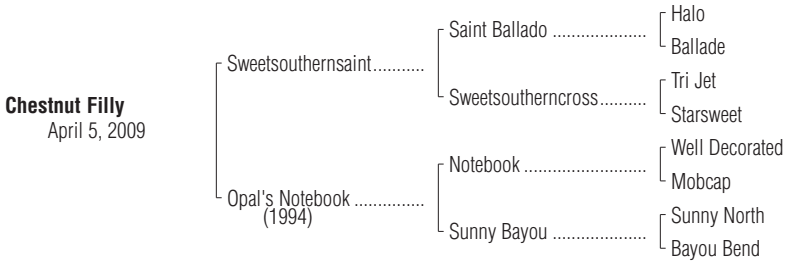 Halo
Saint Ballado .....................
Ballade
Sweetsouthernsaint...........
Tri Jet
Sweetsoutherncross..........
Starsweet
Chestnut Filly
April 5, 2009
Well Decorated
Notebook ...........................
Mobcap
Opal's Notebook ...............
(1994)
Sunny North
Sunny Bayou .....................
Bayou Bend